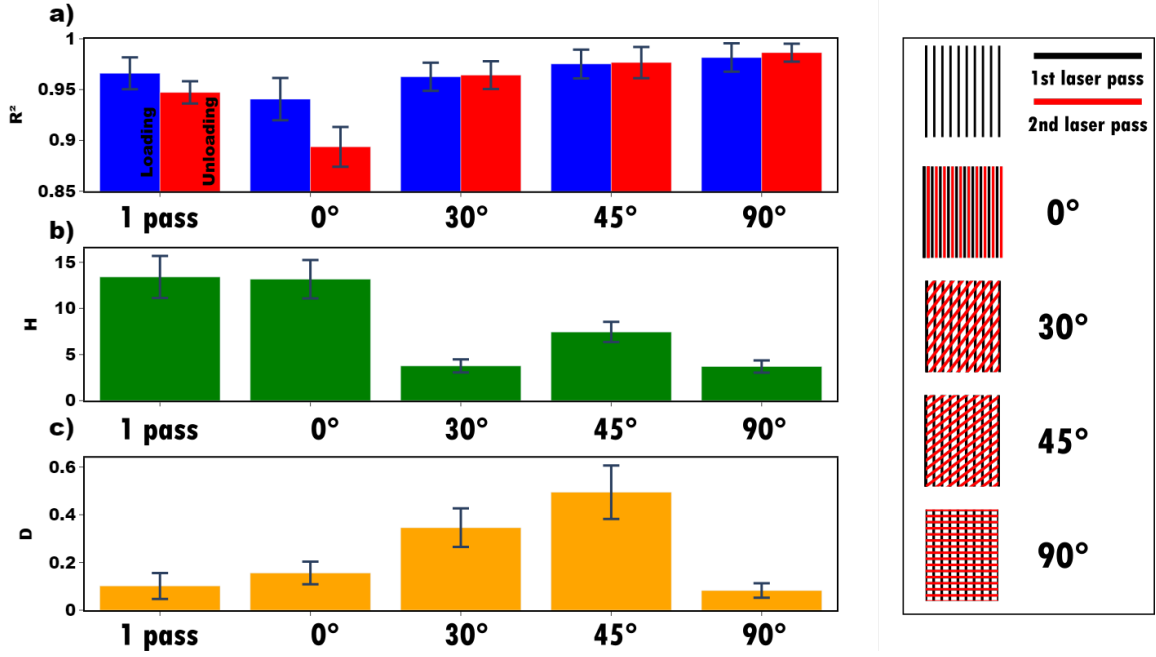 a)
1
0.95
0.9
0.85
R²
Loading
Unloading
1 pass 0° 30° 45° 90°
b)
15
10
5
0
H
1 pass 0° 30° 45° 90°
c)
0.6
0.4
0.2
0
D
1 pass 0° 30° 45° 90°
1st laser pass
2nd laser pass
0°
30°
45°
90°